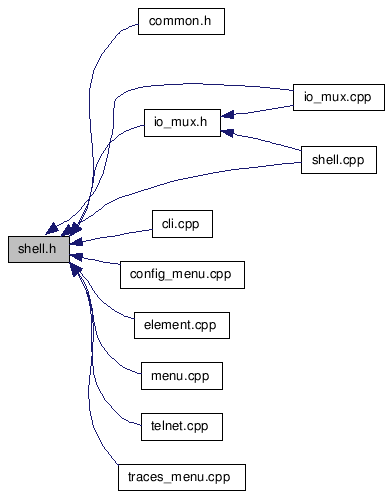 common.h
io_mux.cpp
io_mux.h
shell.cpp
cli.cpp
shell.h
config_menu.cpp
element.cpp
menu.cpp
telnet.cpp
traces_menu.cpp